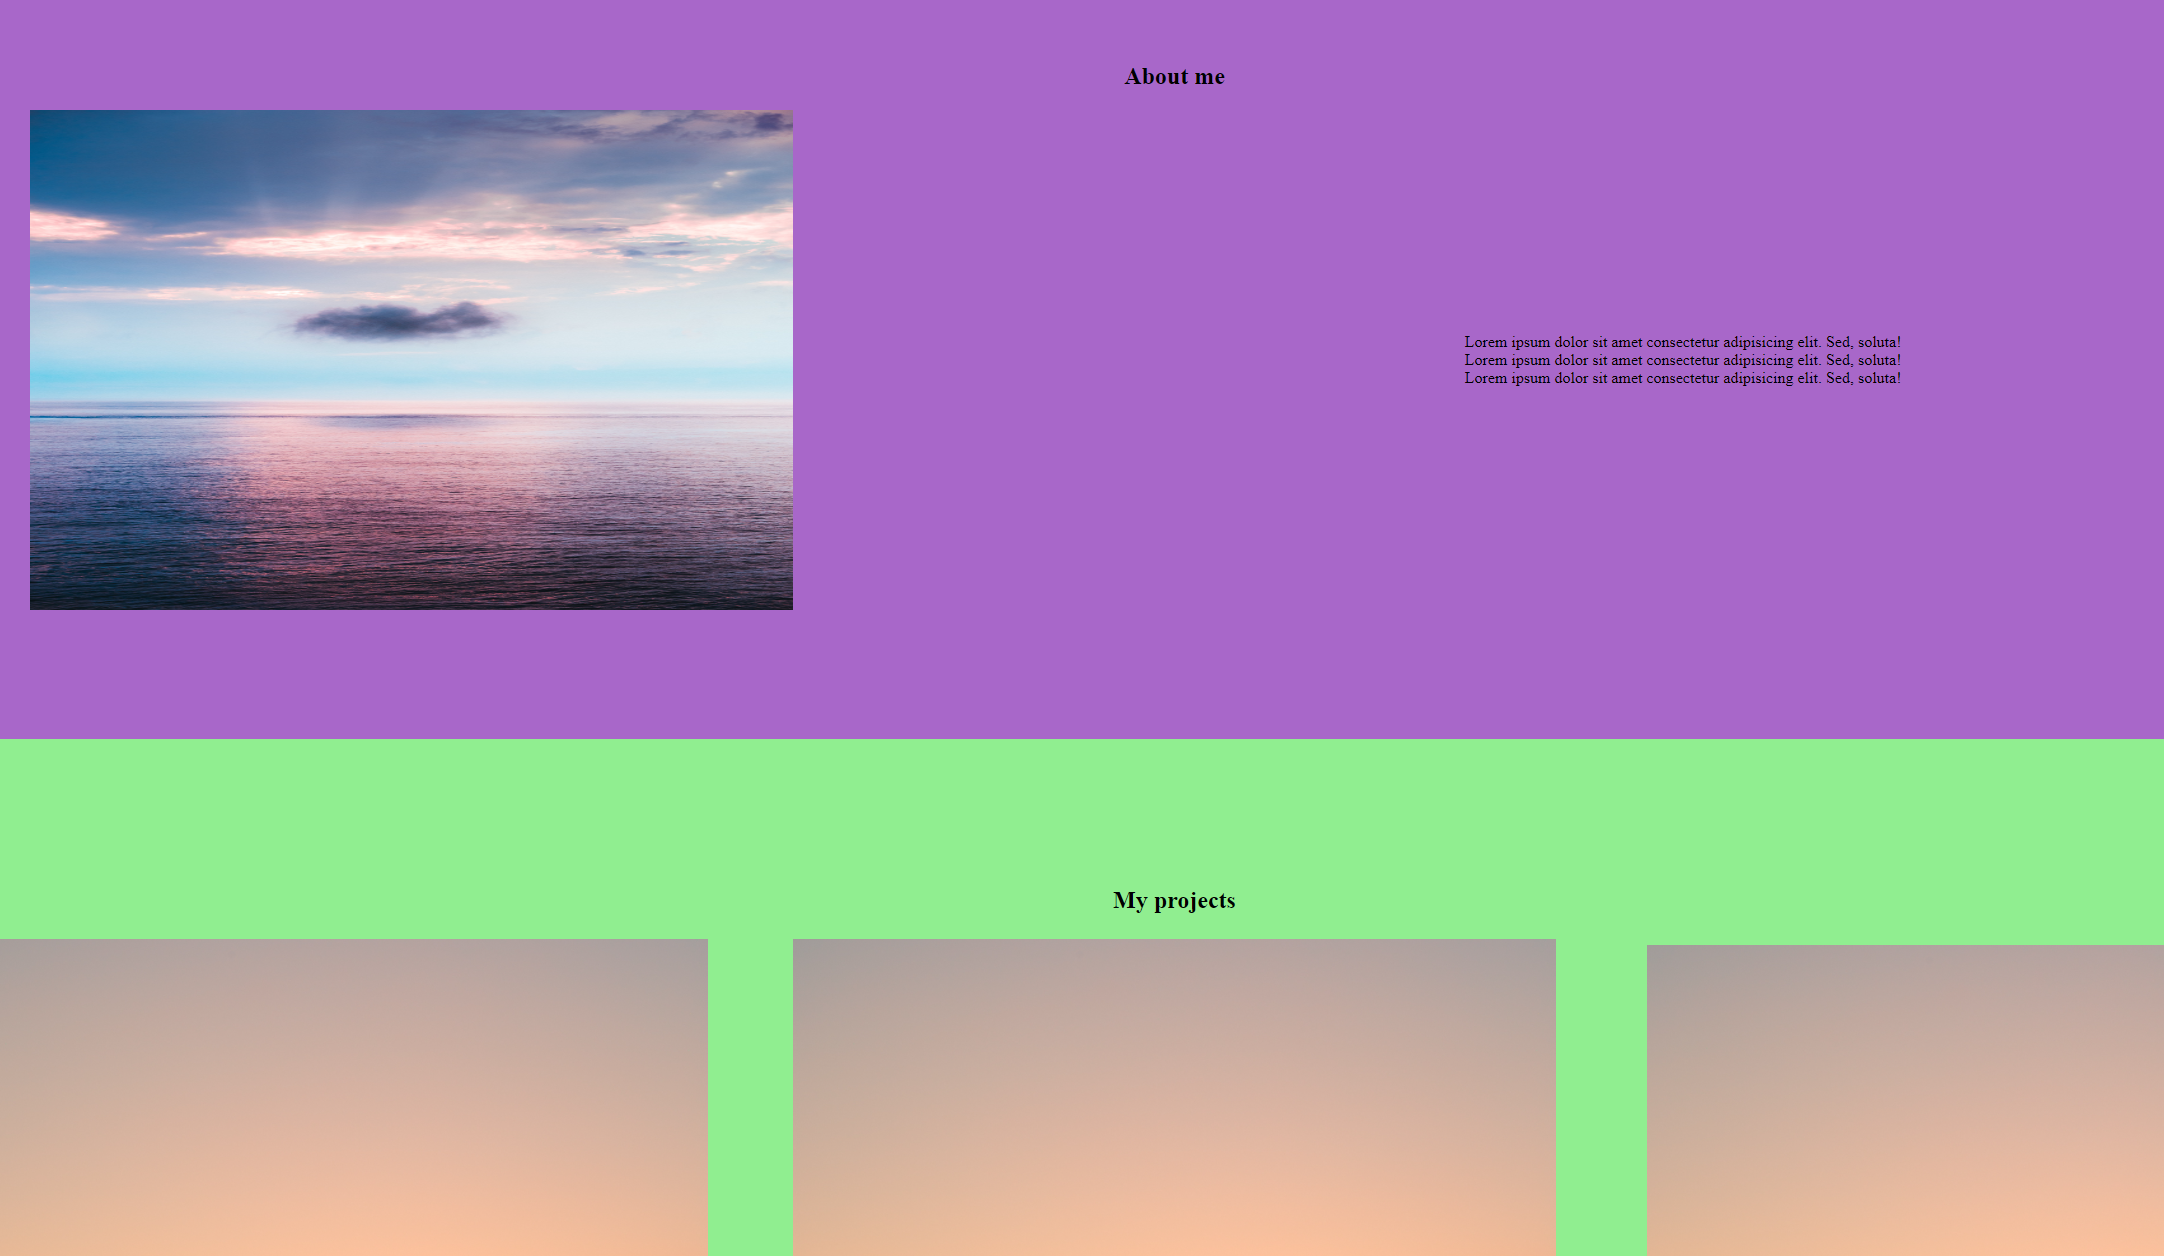 About me
Lorem ipsum dolor sit amet consectetur adipisicing elit. Sed, soluta!
Lorem ipsum dolor sit amet consectetur adipisicing elit. Sed, soluta!
Lorem ipsum dolor sit amet consectetur adipisicing elit. Sed, soluta!
My projects